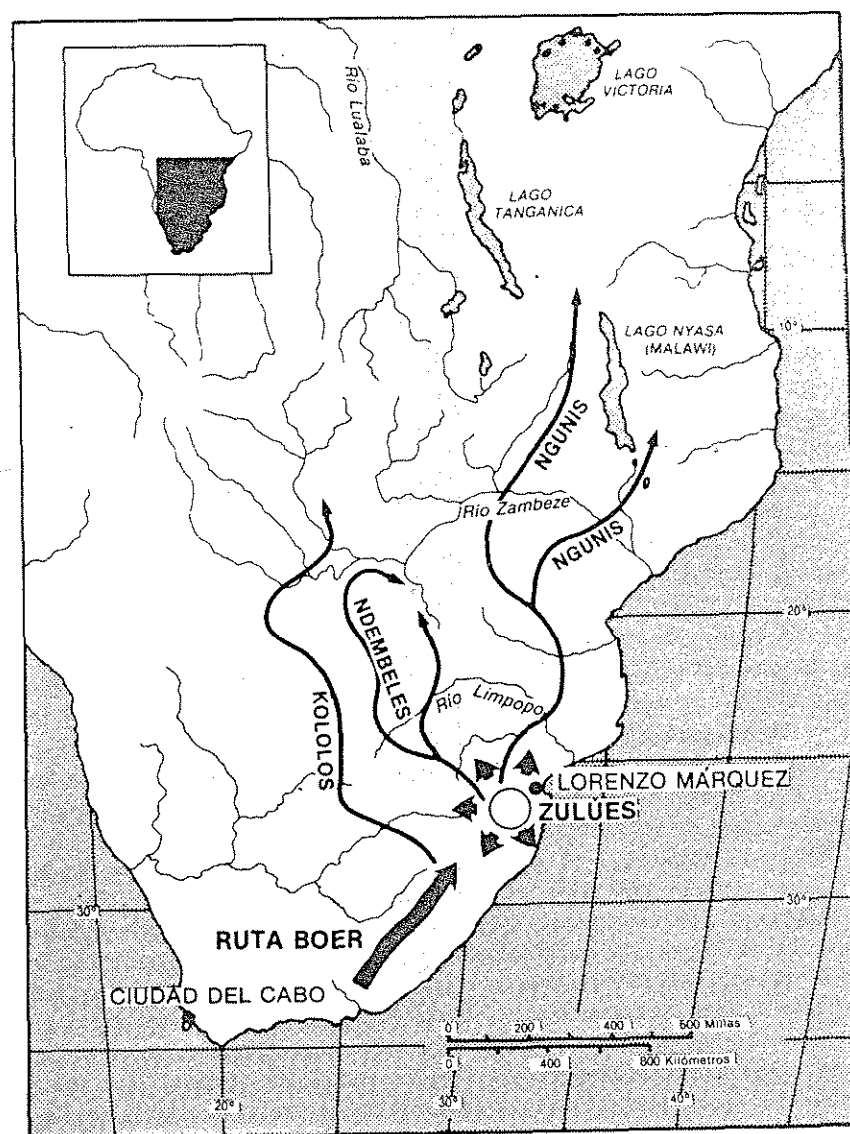 Río Lualaba
LAGO
VICTORIA
LAGO
TANGANICA
LAGO NYASA
(MALAWI)
10°
NGUNIS
Río Zambeze
NGUNIS
20°
NDEMBELES
KOLOLOS
Río Limpopo
LORENZO MÁRQUEZ
ZULÚES
30°
30°
RUTA BOER
CIUDAD DEL CABO
0 200 400 600 Millas
0 400 800 Kilómetros
20°
30°
40°